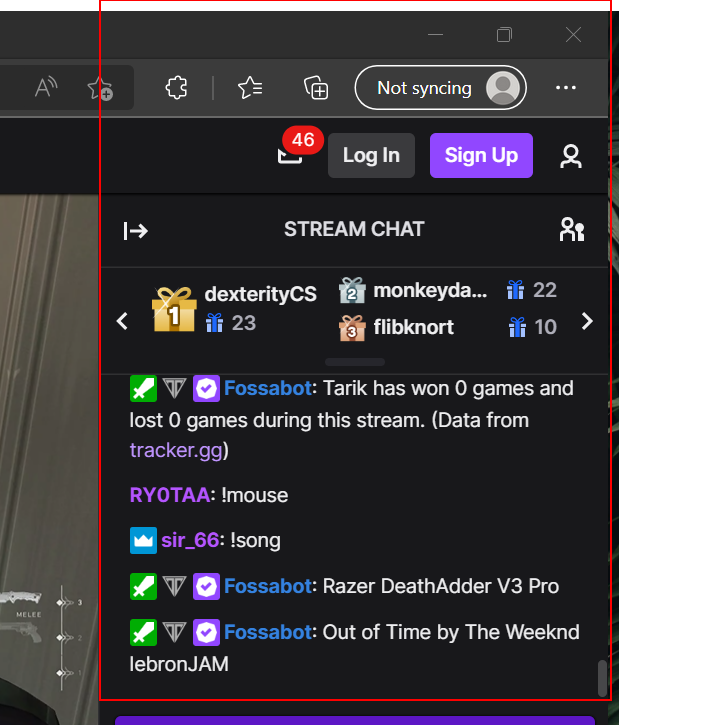 Not syncing
46
Log In
Sign Up
STREAM CHAT
1 dexterityCS
23
2 monkeyda... 22
3 flibknort 10
Fossabot: Tarik has won 0 games and
lost 0 games during this stream. (Data from
tracker.gg)
RY0TAA: !mouse
sir_66: !song
Fossabot: Razer DeathAdder V3 Pro
Fossabot: Out of Time by The Weeknd
lebronJAM
3
MELEE
2
1